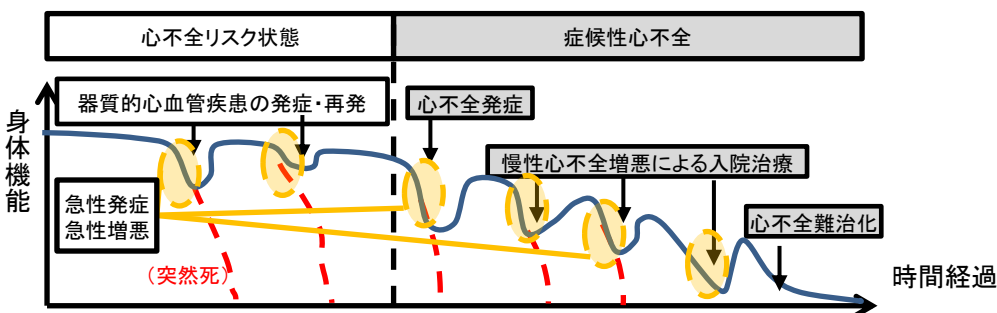 心不全リスク状態
症候性心不全
器質的心血管疾患の発症・再発
心不全発症
身体機能
慢性心不全増悪による入院治療
急性発症
急性増悪
心不全難治化
(突然死)
時間経過